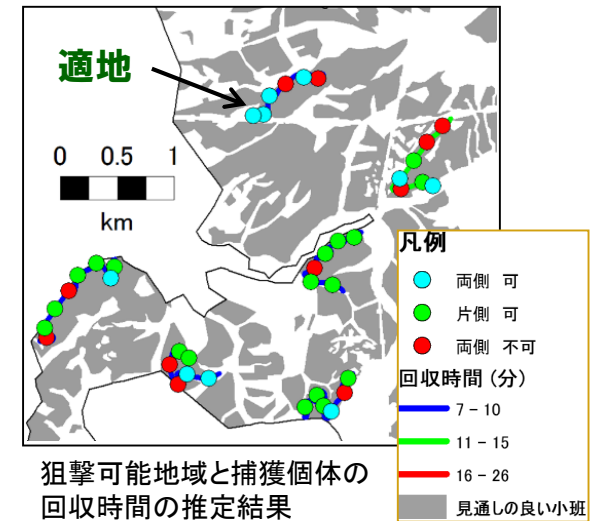 適地
0 0.5 1
km
凡例
両側 可
片側 可
両側 不可
回収時間 (分)
7 - 10
11 - 15
16 - 26
見通しの良い小班
狙撃可能地域と捕獲個体の
回収時間の推定結果